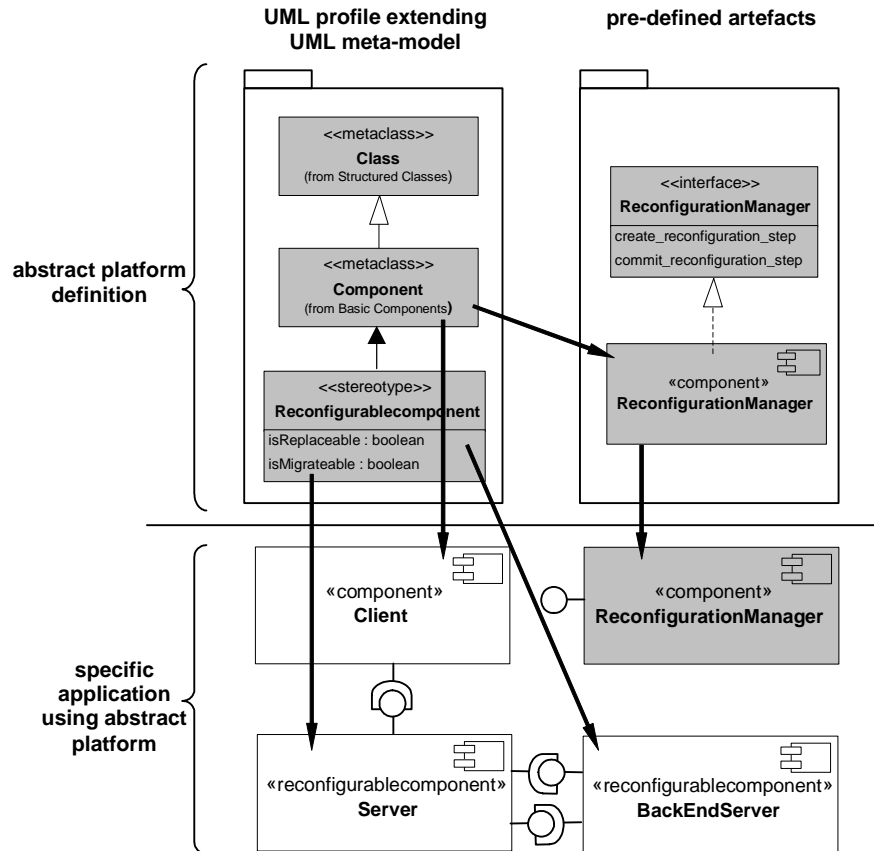 UML profile extending
UML meta-model
pre-defined artefacts
abstract platform
definition
<<metaclass>>
Class
(from Structured Classes)
<<metaclass>>
Component
(from Basic Components)
<<stereotype>>
Reconfigurablecomponent
isReplaceable : boolean
isMigrateable : boolean
<<interface>>
ReconfigurationManager
create_reconfiguration_step
commit_reconfiguration_step
«component»
ReconfigurationManager
specific
application
using abstract
platform
«component»
Client
«component»
ReconfigurationManager
«reconfigurablecomponent»
Server
«reconfigurablecomponent»
BackEndServer